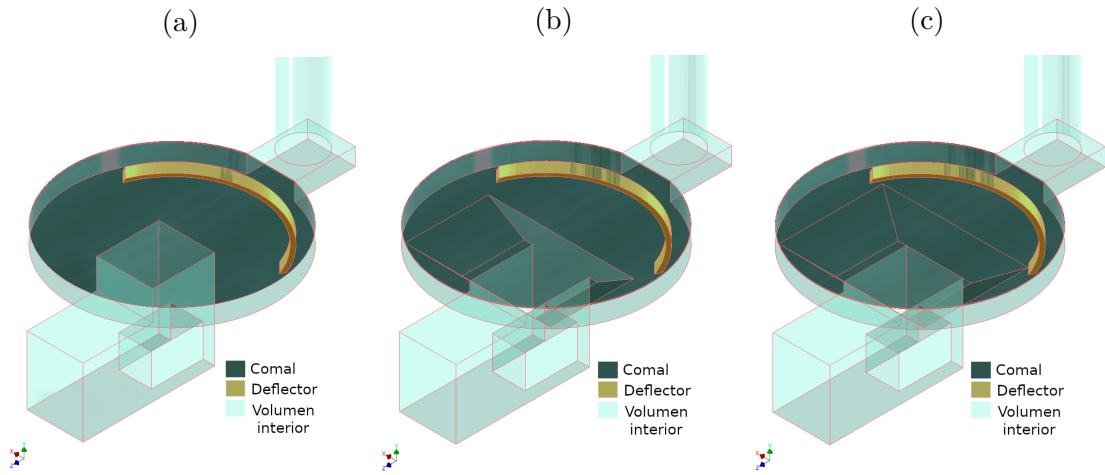 (a)
(b)
(c)
Comal
Deflector
Volumen
interior
Y
X
Z
Comal
Deflector
Volumen
interior
Y
X
Z
Comal
Deflector
Volumen
interior
Y
X
Z